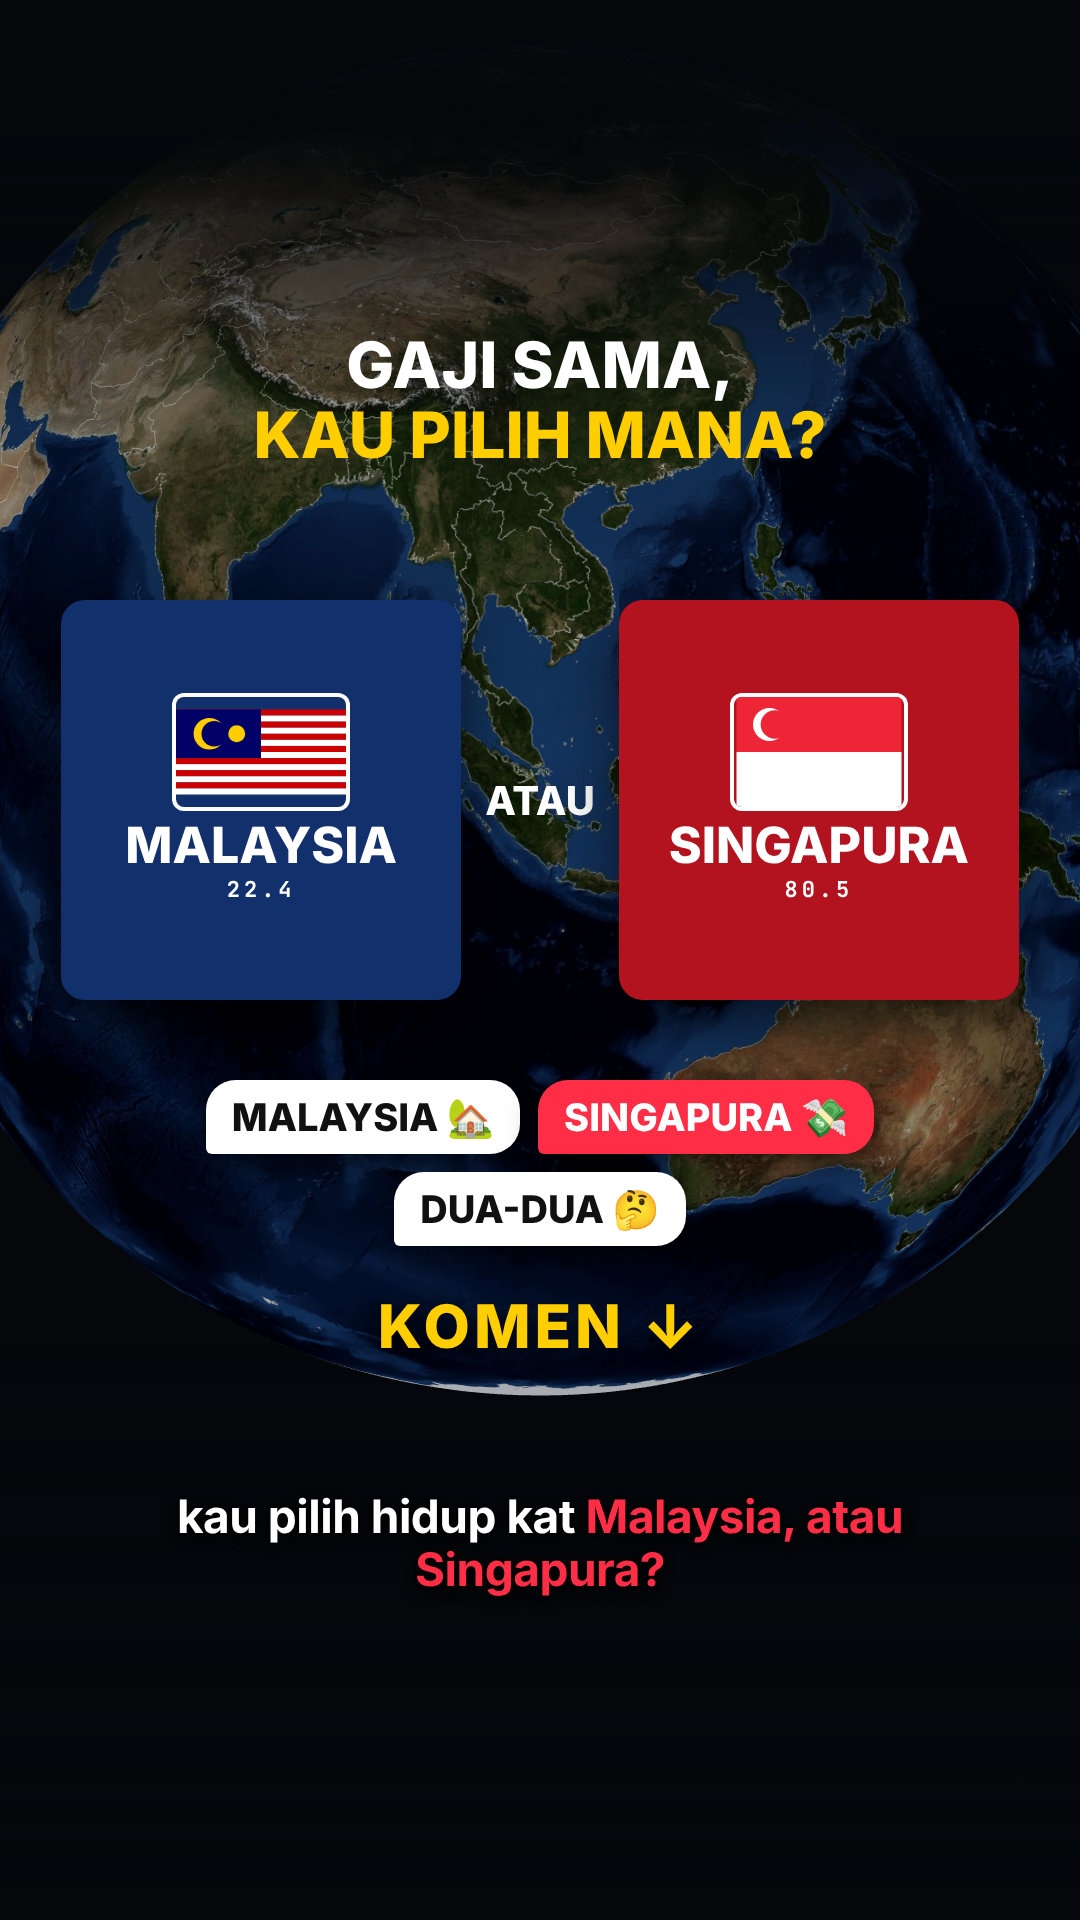 GAJI SAMA,
KAU PILIH MANA?
MALAYSIA
22.4
ATAU
SINGAPURA
80.5
MALAYSIA 🏡
SINGAPURA 💸
DUA-DUA 🤔
KOMEN ↓
kau pilih hidup kat Malaysia, atau
Singapura?